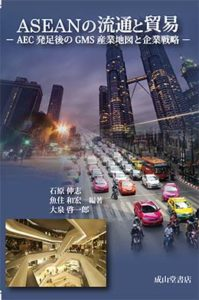 ASEANの流通と貿易
－AEC発足後のGMS産業地図と企業戦略－
石原 伸志
魚住 和宏 編著
大泉 啓一郎
成山堂書店